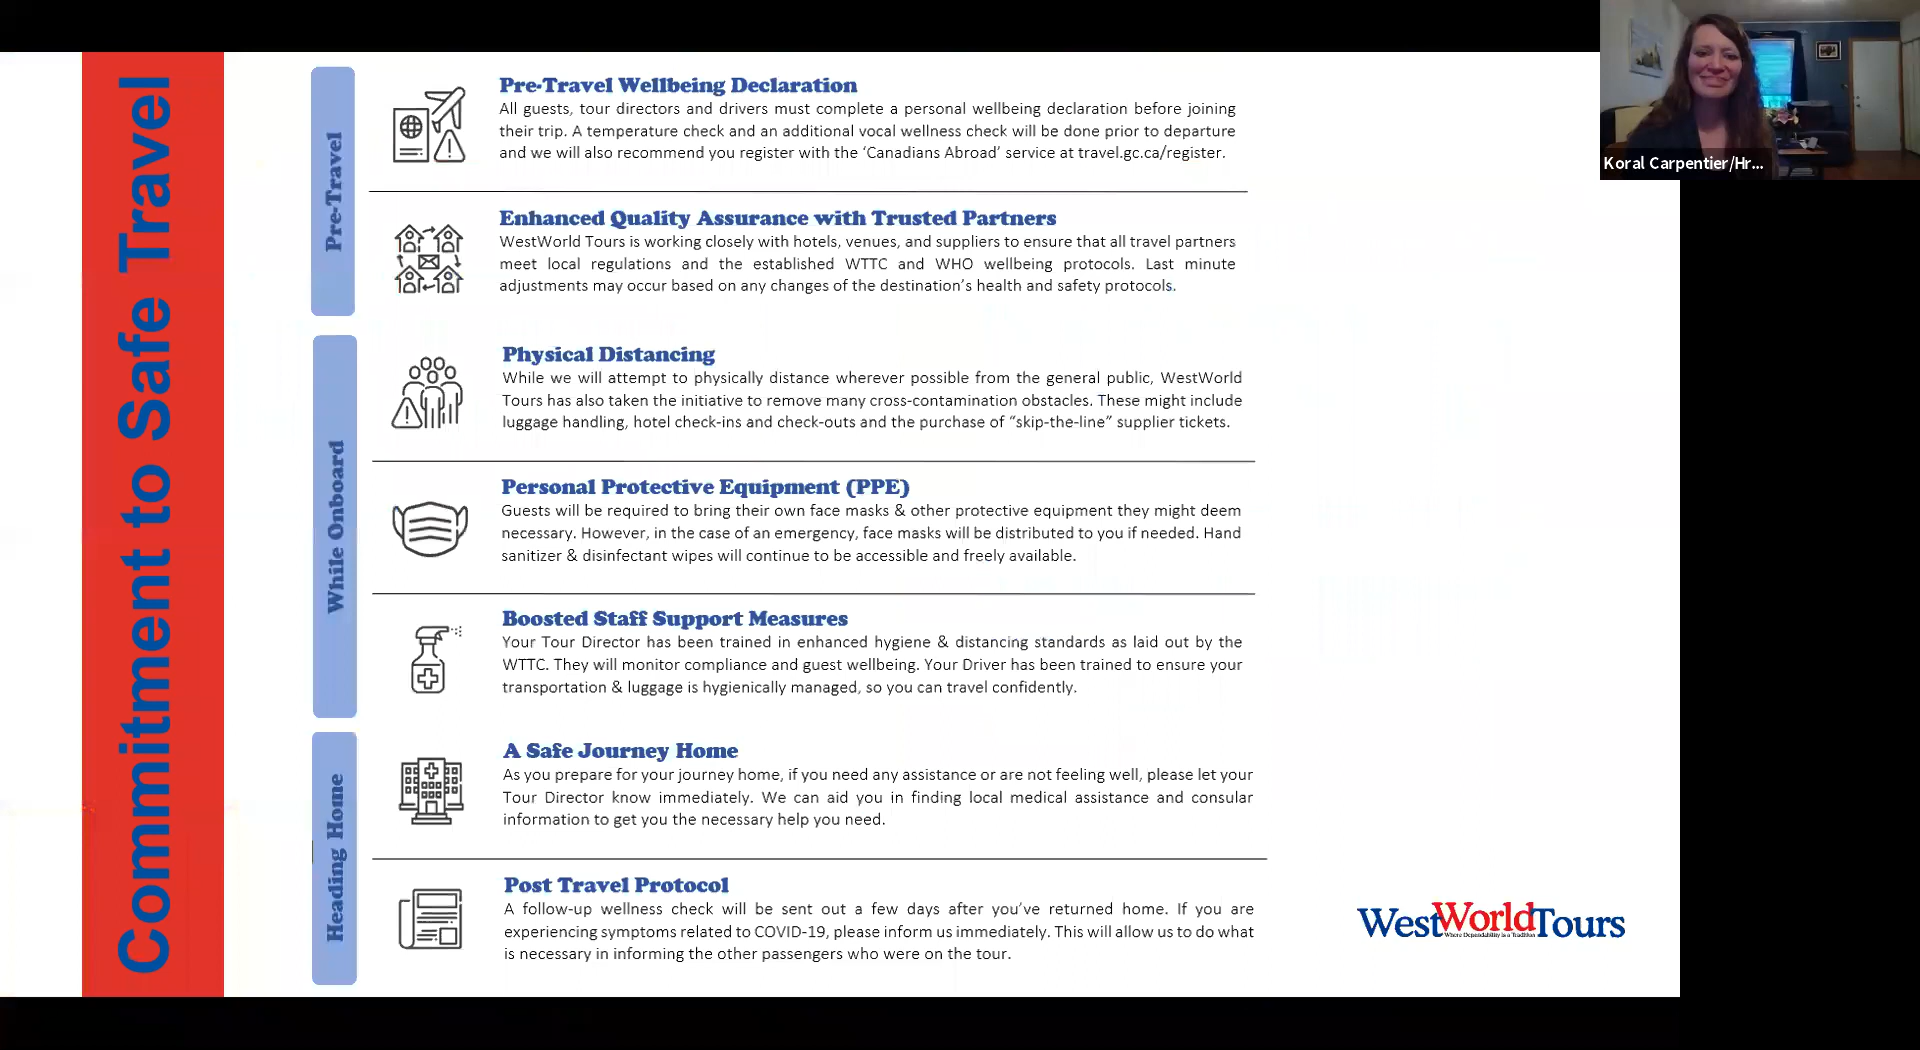 Commitment to Safe Travel
Pre-Travel
Pre-Travel Wellbeing Declaration
All guests, tour directors and drivers must complete a personal wellbeing declaration before joining
their trip. A temperature check and an additional vocal wellness check will be done prior to departure
and we will also recommend you register with the ‘Canadians Abroad’ service at travel.gc.ca/register.
Enhanced Quality Assurance with Trusted Partners
WestWorld Tours is working closely with hotels, venues, and suppliers to ensure that all travel partners
meet local regulations and the established WTTC and WHO wellbeing protocols. Last minute
adjustments may occur based on any changes of the destination’s health and safety protocols.
While Onboard
Physical Distancing
While we will attempt to physically distance wherever possible from the general public, WestWorld
Tours has also taken the initiative to remove many cross-contamination obstacles. These might include
luggage handling, hotel check-ins and check-outs and the purchase of “skip-the-line” supplier tickets.
Personal Protective Equipment (PPE)
Guests will be required to bring their own face masks & other protective equipment they might deem
necessary. However, in the case of an emergency, face masks will be distributed to you if needed. Hand
sanitizer & disinfectant wipes will continue to be accessible and freely available.
Boosted Staff Support Measures
Your Tour Director has been trained in enhanced hygiene & distancing standards as laid out by the
WTTC. They will monitor compliance and guest wellbeing. Your Driver has been trained to ensure your
transportation & luggage is hygienically managed, so you can travel confidently.
Heading Home
A Safe Journey Home
As you prepare for your journey home, if you need any assistance or are not feeling well, please let your
Tour Director know immediately. We can aid you in finding local medical assistance and consular
information to get you the necessary help you need.
Post Travel Protocol
A follow-up wellness check will be sent out a few days after you’ve returned home. If you are
experiencing symptoms related to COVID-19, please inform us immediately. This will allow us to do what
is necessary in informing the other passengers who were on the tour.
WestWorldTours
Where Dependability is a Tradition
Koral Carpentier/Hr...